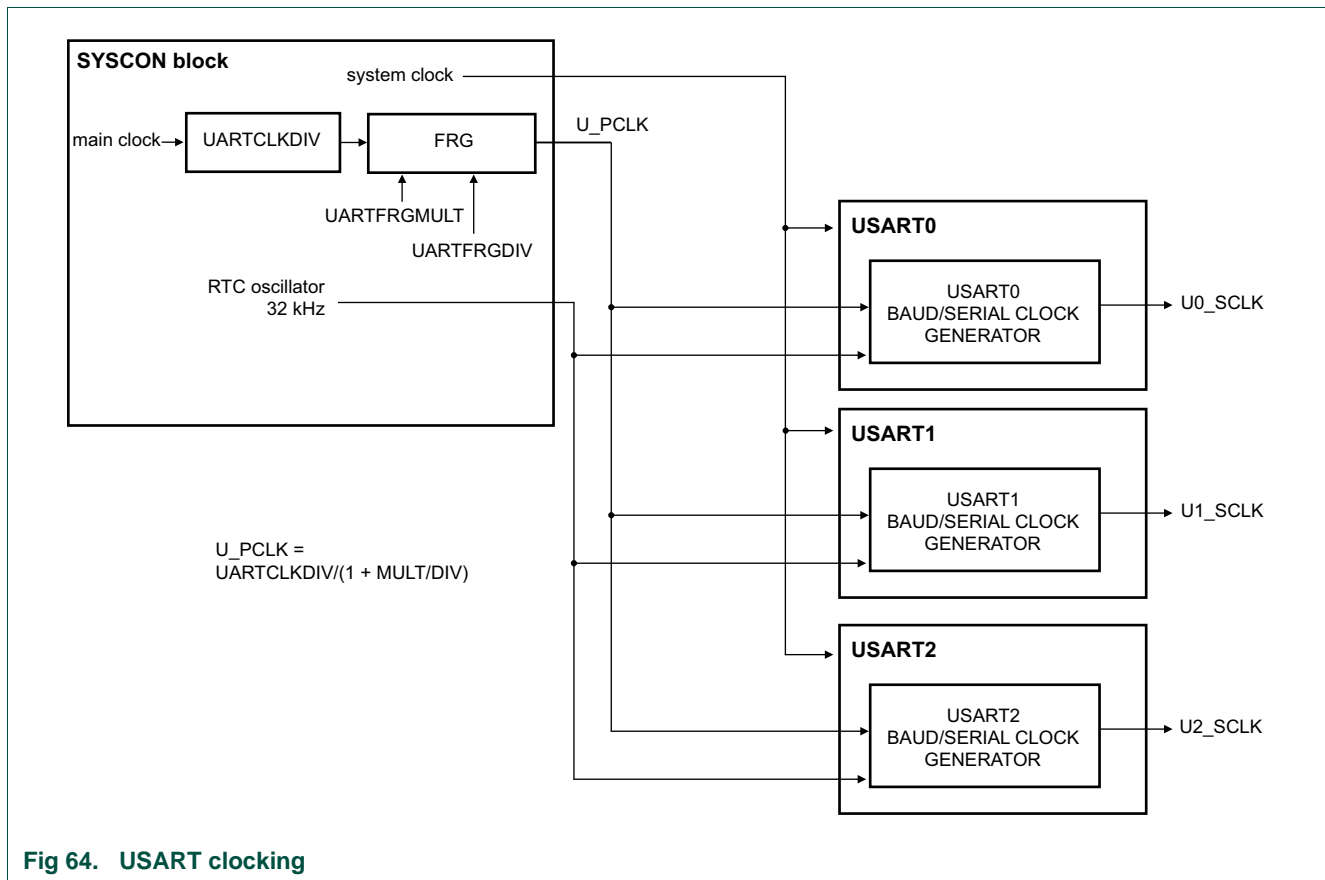 SYSCON block
system clock
main clock
UARTCLKDIV
FRG
U_PCLK
UARTFRGMULT
UARTFRGDIV
RTC oscillator
32 kHz
U_PCLK =
UARTCLKDIV/(1 + MULT/DIV)
USART0
USART0
BAUD/SERIAL CLOCK
GENERATOR
U0_SCLK
USART1
USART1
BAUD/SERIAL CLOCK
GENERATOR
U1_SCLK
USART2
USART2
BAUD/SERIAL CLOCK
GENERATOR
U2_SCLK
Fig 64. USART clocking